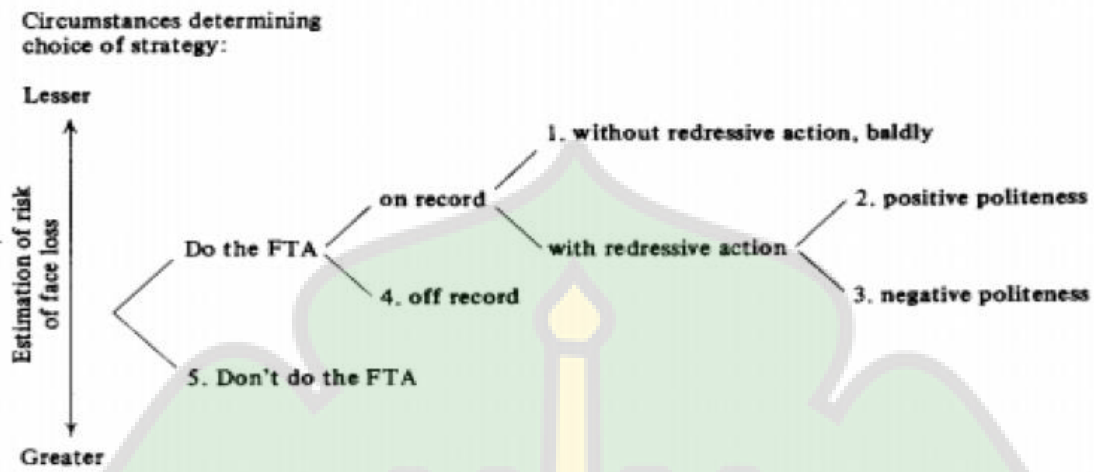 Circumstances determining
choice of strategy:
Lesser
Estimation of risk
of face loss
1. without redressive action, baldly
on record
2. positive politeness
Do the FTA
with redressive action
4. off record
3. negative politeness
5. Don't do the FTA
Greater